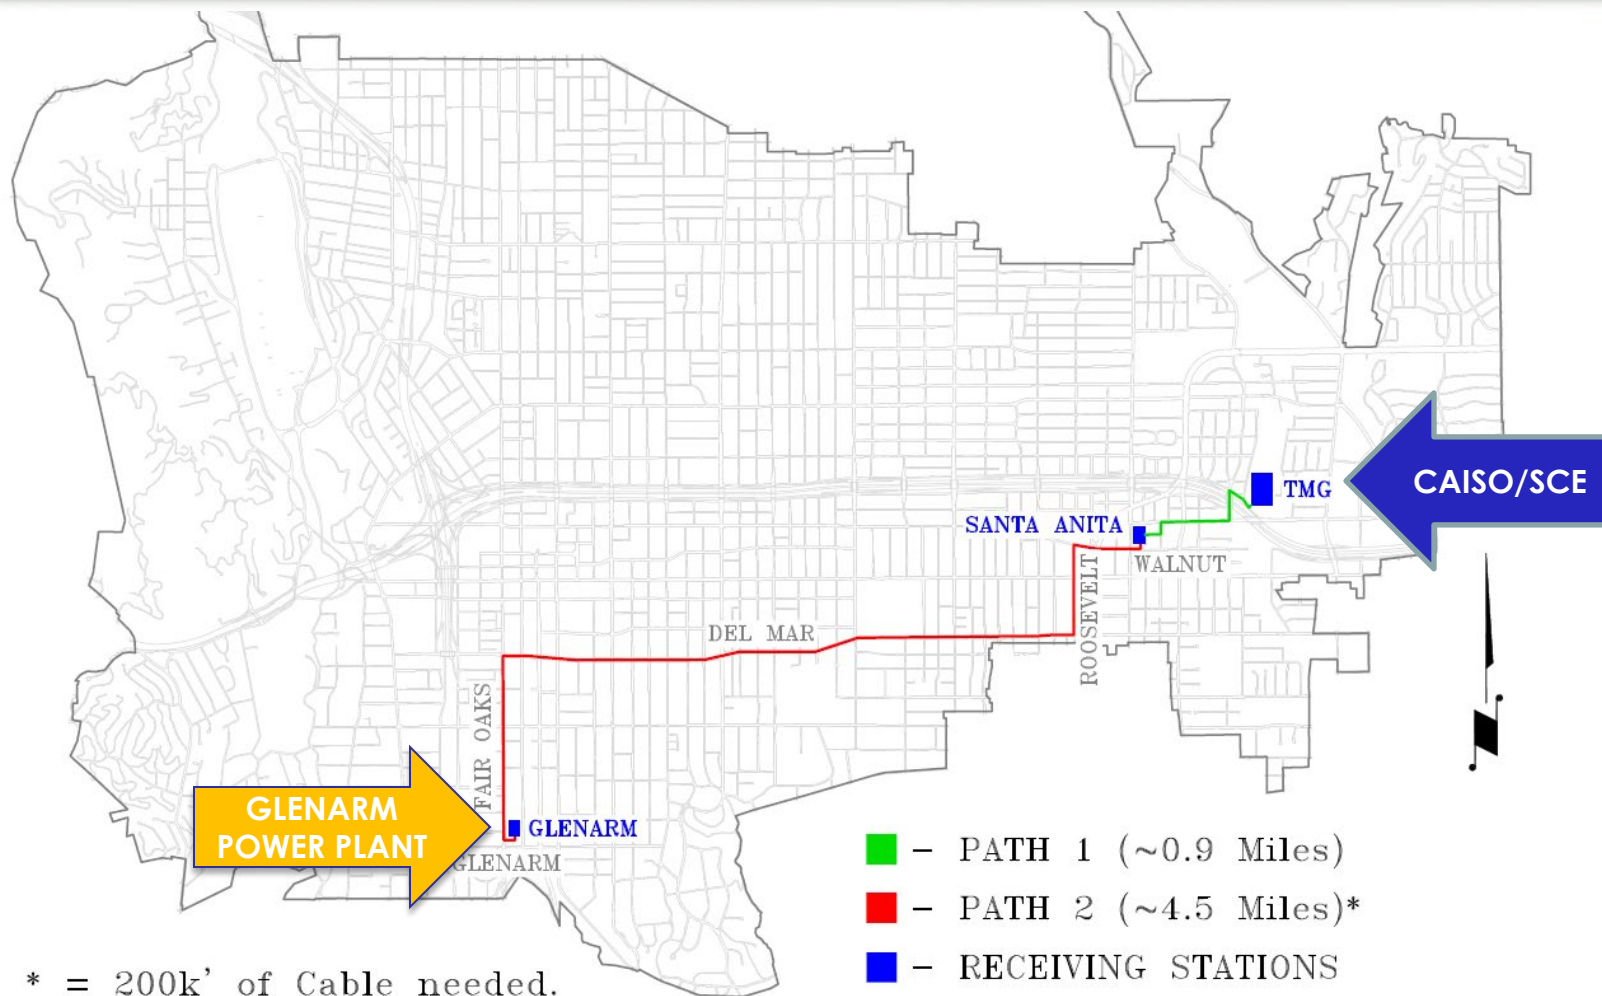 CAISO/SCE
TMG
SANTA ANITA
WALNUT
ROOSEVELT
DEL MAR
FAIR OAKS
GLENARM
POWER PLANT
GLENARM
GLENARM
– PATH 1 (~0.9 Miles)
– PATH 2 (~4.5 Miles)*
– RECEIVING STATIONS
* = 200k' of Cable needed.